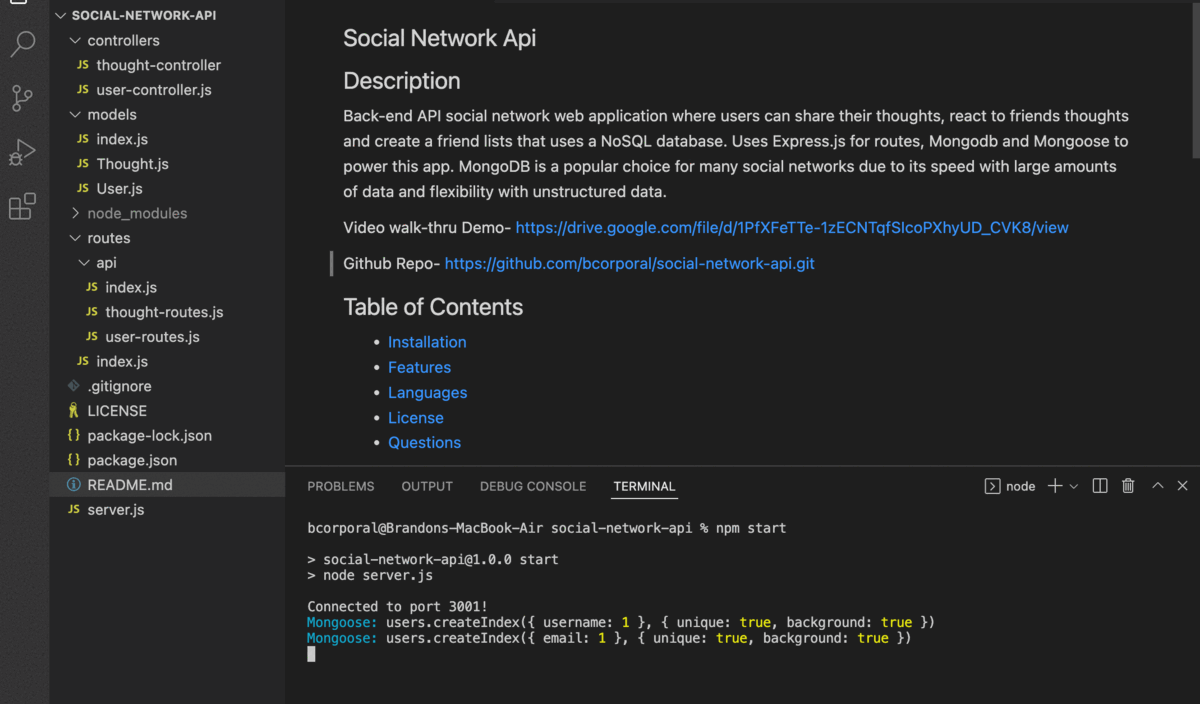 SOCIAL-NETWORK-API
controllers
JS thought-controller
JS user-controller.js
models
JS index.js
JS Thought.js
JS User.js
node_modules
routes
api
JS index.js
JS thought-routes.js
JS user-routes.js
JS index.js
.gitignore
LICENSE
{} package-lock.json
{} package.json
README.md
JS server.js
Social Network Api
Description
Back-end API social network web application where users can share their thoughts, react to friends thoughts
and create a friend lists that uses a NoSQL database. Uses Express.js for routes, Mongodb and Mongoose to
power this app. MongoDB is a popular choice for many social networks due to its speed with large amounts
of data and flexibility with unstructured data.
Video walk-thru Demo- https://drive.google.com/file/d/1PfXFeTTe-1zECNTqfSIcoPXhyUD_CVK8/view
Github Repo- https://github.com/bcorporal/social-network-api.git
Table of Contents
• Installation
• Features
• Languages
• License
• Questions
PROBLEMS OUTPUT DEBUG CONSOLE TERMINAL node
bcorporal@Brandons-MacBook-Air social-network-api % npm start
> social-network-api@1.0.0 start
> node server.js
Connected to port 3001!
Mongoose: users.createIndex({ username: 1 }, { unique: true, background: true })
Mongoose: users.createIndex({ email: 1 }, { unique: true, background: true })